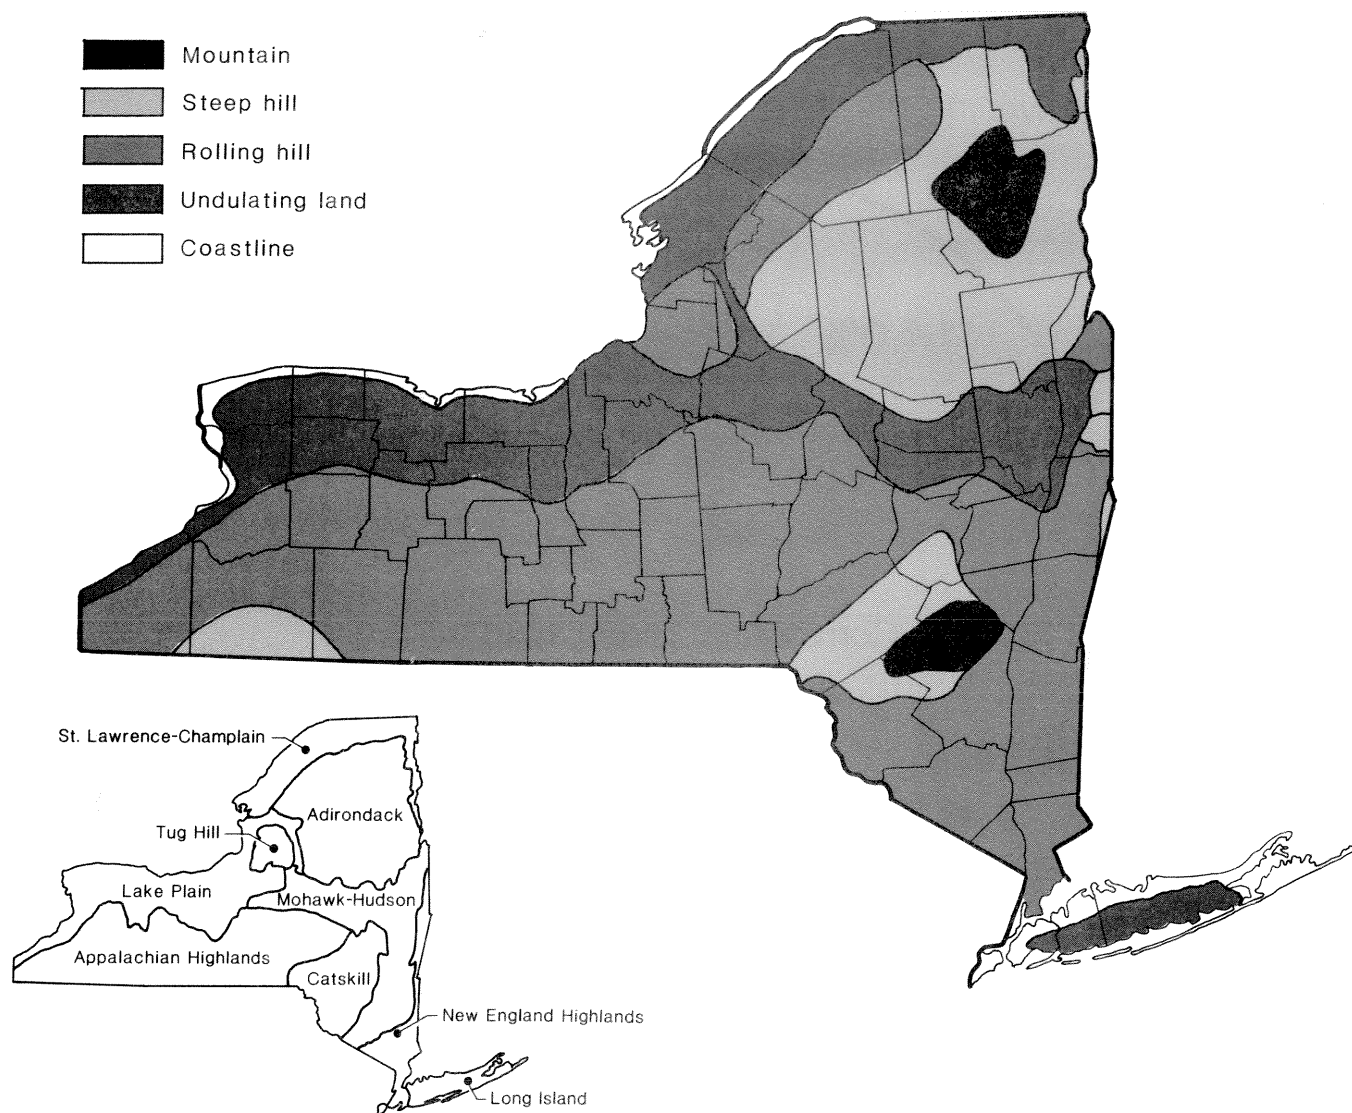 Mountain
Steep hill
Rolling hill
Undulating land
Coastline
St. Lawrence-Champlain
Adirondack
Tug Hill
Lake Plain
Mohawk-Hudson
Appalachian Highlands
Catskill
New England Highlands
Long Island